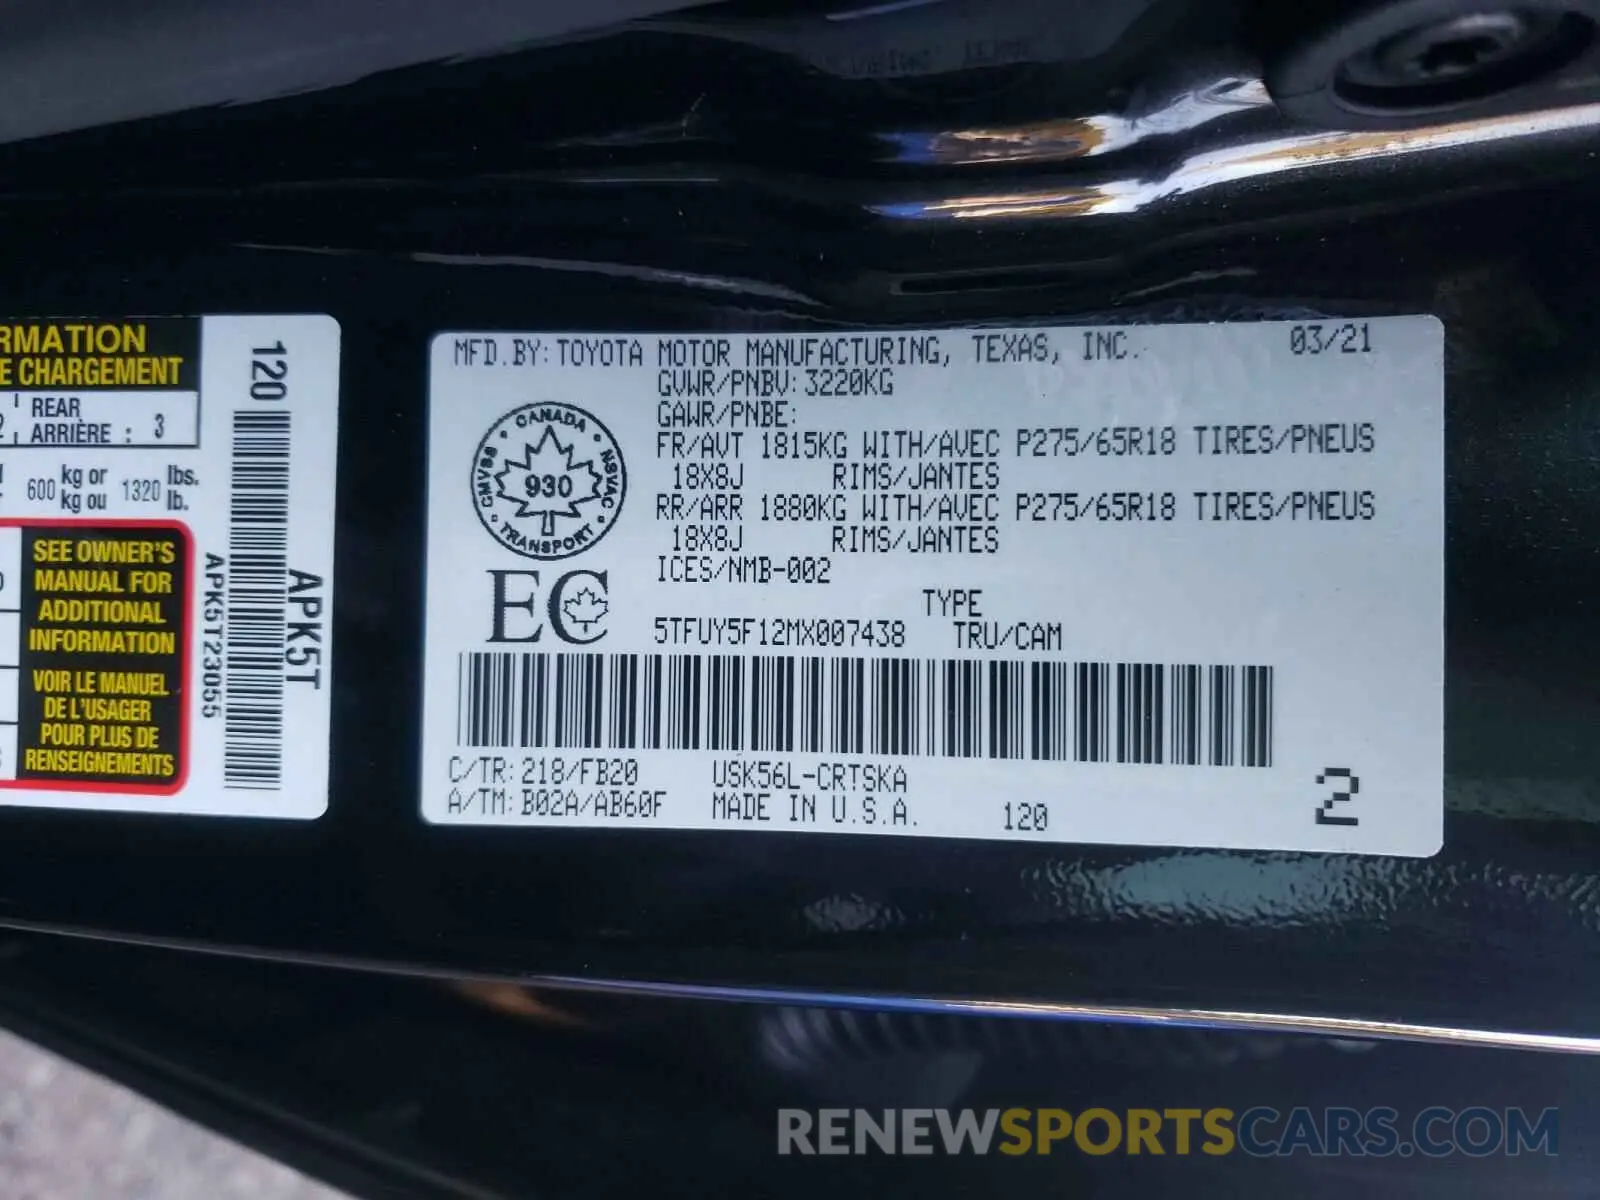 RMATION
E CHARGEMENT
REAR
ARRIÈRE : 3
600 kg or 1320 lbs.
kg ou lb.
SEE OWNER'S
MANUAL FOR
ADDITIONAL
INFORMATION
VOIR LE MANUEL
DE L'USAGER
POUR PLUS DE
RENSEIGNEMENTS
120
APK5T
APK5T23055
MFD.BY:TOYOTA MOTOR MANUFACTURING, TEXAS, INC. 03/21
GVWR/PNBV:3220KG
GAWR/PNBE:
FR/AVT 1815KG WITH/AVEC P275/65R18 TIRES/PNEUS
18X8J RIMS/JANTES
RR/ARR 1880KG WITH/AVEC P275/65R18 TIRES/PNEUS
18X8J RIMS/JANTES
ICES/NMB-002
CANADA
CMVSS 930 NSVAC
TRANSPORT
EC
TYPE
5TFUY5F12MX007438 TRU/CAM
C/TR:218/FB20 USK56L-CRTSKA
A/TM:B02A/AB60F MADE IN U.S.A. 120
2
RENEWSPORTSCARS.COM